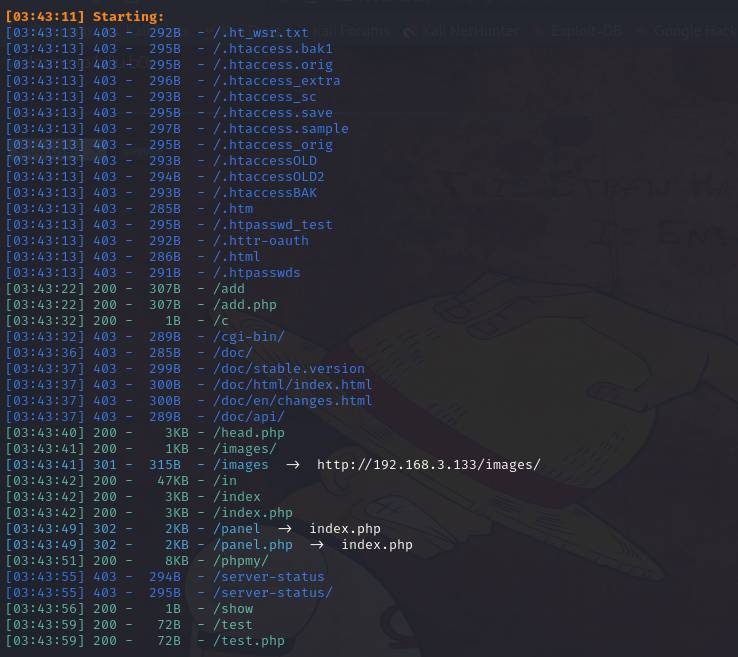 Kali Forums Kali NetHunter Exploit-DB Google Hack
[03:43:11] Starting:
[03:43:13] 403 - 292B - /.ht_wsr.txt
[03:43:13] 403 - 295B - /.htaccess.bak1
[03:43:13] 403 - 295B - /.htaccess.orig
[03:43:13] 403 - 296B - /.htaccess_extra
[03:43:13] 403 - 293B - /.htaccess_sc
[03:43:13] 403 - 295B - /.htaccess.save
[03:43:13] 403 - 297B - /.htaccess.sample
[03:43:13] 403 - 295B - /.htaccess_orig
[03:43:13] 403 - 293B - /.htaccessOLD
[03:43:13] 403 - 294B - /.htaccessOLD2
[03:43:13] 403 - 293B - /.htaccessBAK
[03:43:13] 403 - 285B - /.htm
[03:43:13] 403 - 295B - /.htpasswd_test
[03:43:13] 403 - 292B - /.httr-oauth
[03:43:13] 403 - 286B - /.html
[03:43:13] 403 - 291B - /.htpasswds
[03:43:22] 200 - 307B - /add
[03:43:22] 200 - 307B - /add.php
[03:43:32] 200 - 1B - /c
[03:43:32] 403 - 289B - /cgi-bin/
[03:43:36] 403 - 285B - /doc/
[03:43:37] 403 - 299B - /doc/stable.version
[03:43:37] 403 - 300B - /doc/html/index.html
[03:43:37] 403 - 300B - /doc/en/changes.html
[03:43:37] 403 - 289B - /doc/api/
[03:43:40] 200 - 3KB - /head.php
[03:43:41] 200 - 1KB - /images/
[03:43:41] 301 - 315B - /images → http://192.168.3.133/images/
[03:43:42] 200 - 47KB - /in
[03:43:42] 200 - 3KB - /index
[03:43:42] 200 - 3KB - /index.php
[03:43:49] 302 - 2KB - /panel → index.php
[03:43:49] 302 - 2KB - /panel.php → index.php
[03:43:51] 200 - 8KB - /phpmy/
[03:43:55] 403 - 294B - /server-status
[03:43:55] 403 - 295B - /server-status/
[03:43:56] 200 - 1B - /show
[03:43:59] 200 - 72B - /test
[03:43:59] 200 - 72B - /test.php